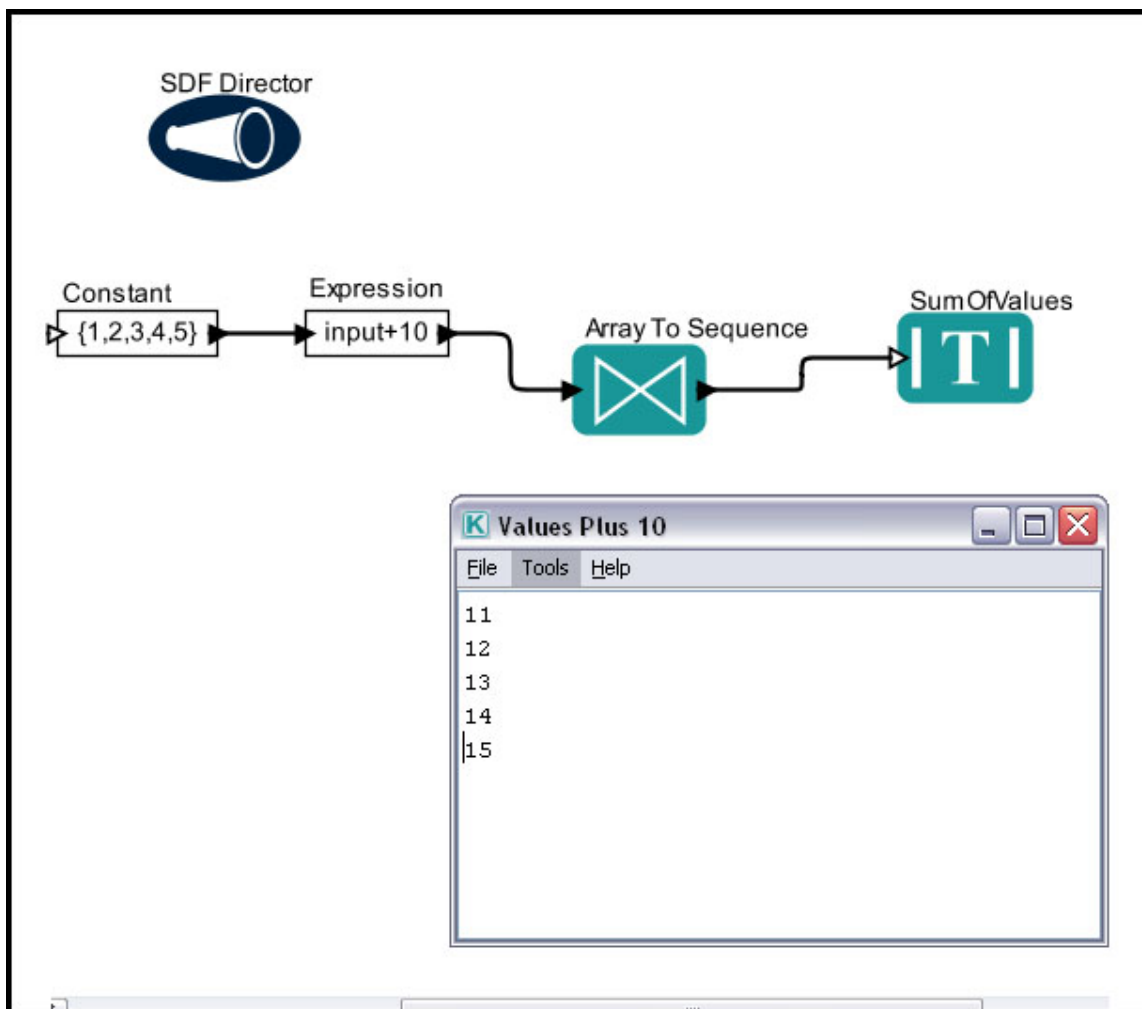 SDF Director
Constant
{1,2,3,4,5}
Expression
input+10
Array To Sequence
SumOfValues
T
K Values Plus 10
File Tools Help
11
12
13
14
15